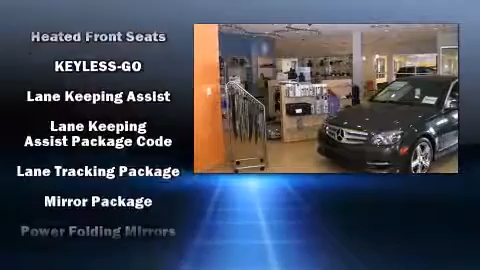 Heated Front Seats
KEYLESS-GO
Lane Keeping Assist
Lane Keeping
Assist Package Code
Lane Tracking Package
Mirror Package
Power Folding Mirrors